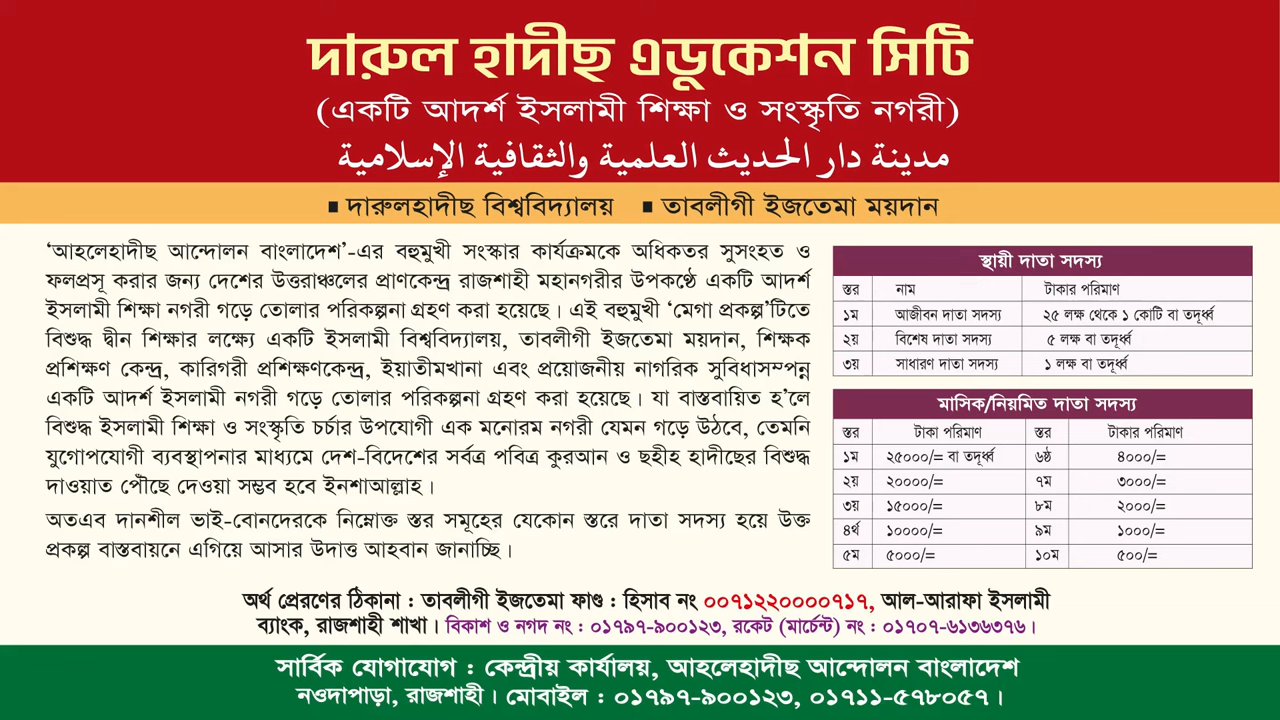 দারুল হাদীছ এডুকেশন সিটি
(একটি আদর্শ ইসলামী শিক্ষা ও সংস্কৃতি নগরী)
مدينة دار الحديث العلمية والثقافية الإسلامية
■ দারুলহাদীছ বিশ্ববিদ্যালয় ■ তাবলীগী ইজতেমা ময়দান
‘আহলেহাদীছ আন্দোলন বাংলাদেশ’-এর বহুমুখী সংস্কার কার্যক্রমকে অধিকতর সুসংহত ও
ফলপ্রসূ করার জন্য দেশের উত্তরাঞ্চলের প্রাণকেন্দ্র রাজশাহী মহানগরীর উপকণ্ঠে একটি আদর্শ
ইসলামী শিক্ষা নগরী গড়ে তোলার পরিকল্পনা গ্রহণ করা হয়েছে। এই বহুমুখী ‘মেগা প্রকল্প’টিতে
বিশুদ্ধ দ্বীন শিক্ষার লক্ষ্যে একটি ইসলামী বিশ্ববিদ্যালয়, তাবলীগী ইজতেমা ময়দান, শিক্ষক
প্রশিক্ষণ কেন্দ্র, কারিগরী প্রশিক্ষণকেন্দ্র, ইয়াতীমখানা এবং প্রয়োজনীয় নাগরিক সুবিধাসম্পন্ন
একটি আদর্শ ইসলামী নগরী গড়ে তোলার পরিকল্পনা গ্রহণ করা হয়েছে। যা বাস্তবায়িত হ’লে
বিশুদ্ধ ইসলামী শিক্ষা ও সংস্কৃতি চর্চার উপযোগী এক মনোরম নগরী যেমন গড়ে উঠবে, তেমনি
যুগোপযোগী ব্যবস্থাপনার মাধ্যমে দেশ-বিদেশের সর্বত্র পবিত্র কুরআন ও ছহীহ হাদীছের বিশুদ্ধ
দাওয়াত পৌঁছে দেওয়া সম্ভব হবে ইনশাআল্লাহ।
অতএব দানশীল ভাই-বোনদেরকে নিম্নোক্ত স্তর সমূহের যেকোন স্তরে দাতা সদস্য হয়ে উক্ত
প্রকল্প বাস্তবায়নে এগিয়ে আসার উদাত্ত আহবান জানাচ্ছি।
স্থায়ী দাতা সদস্য
স্তর নাম টাকার পরিমাণ
১ম আজীবন দাতা সদস্য ২৫ লক্ষ থেকে ১ কোটি বা তদূর্ধ্ব
২য় বিশেষ দাতা সদস্য ৫ লক্ষ বা তদূর্ধ্ব
৩য় সাধারণ দাতা সদস্য ১ লক্ষ বা তদূর্ধ্ব
মাসিক/নিয়মিত দাতা সদস্য
স্তর টাকা পরিমাণ স্তর টাকার পরিমাণ
১ম ২৫০০০/= বা তদূর্ধ্ব ৬ষ্ঠ ৪০০০/=
২য় ২০০০০/= ৭ম ৩০০০/=
৩য় ১৫০০০/= ৮ম ২০০০/=
৪র্থ ১০০০০/= ৯ম ১০০০/=
৫ম ৫০০০/= ১০ম ৫০০/=
অর্থ প্রেরণের ঠিকানা : তাবলীগী ইজতেমা ফাণ্ড : হিসাব নং ০০৭১২২০০০০৭১৭, আল-আরাফা ইসলামী
ব্যাংক, রাজশাহী শাখা। বিকাশ ও নগদ নং : ০১৭৯৭-৯০০১২৩, রকেট (মার্চেন্ট) নং : ০১৭০৭-৬১৩৬৩৭৬।
সার্বিক যোগাযোগ : কেন্দ্রীয় কার্যালয়, আহলেহাদীছ আন্দোলন বাংলাদেশ
নওদাপাড়া, রাজশাহী। মোবাইল : ০১৭৯৭-৯০০১২৩, ০১৭১১-৫৭৮০৫৭।